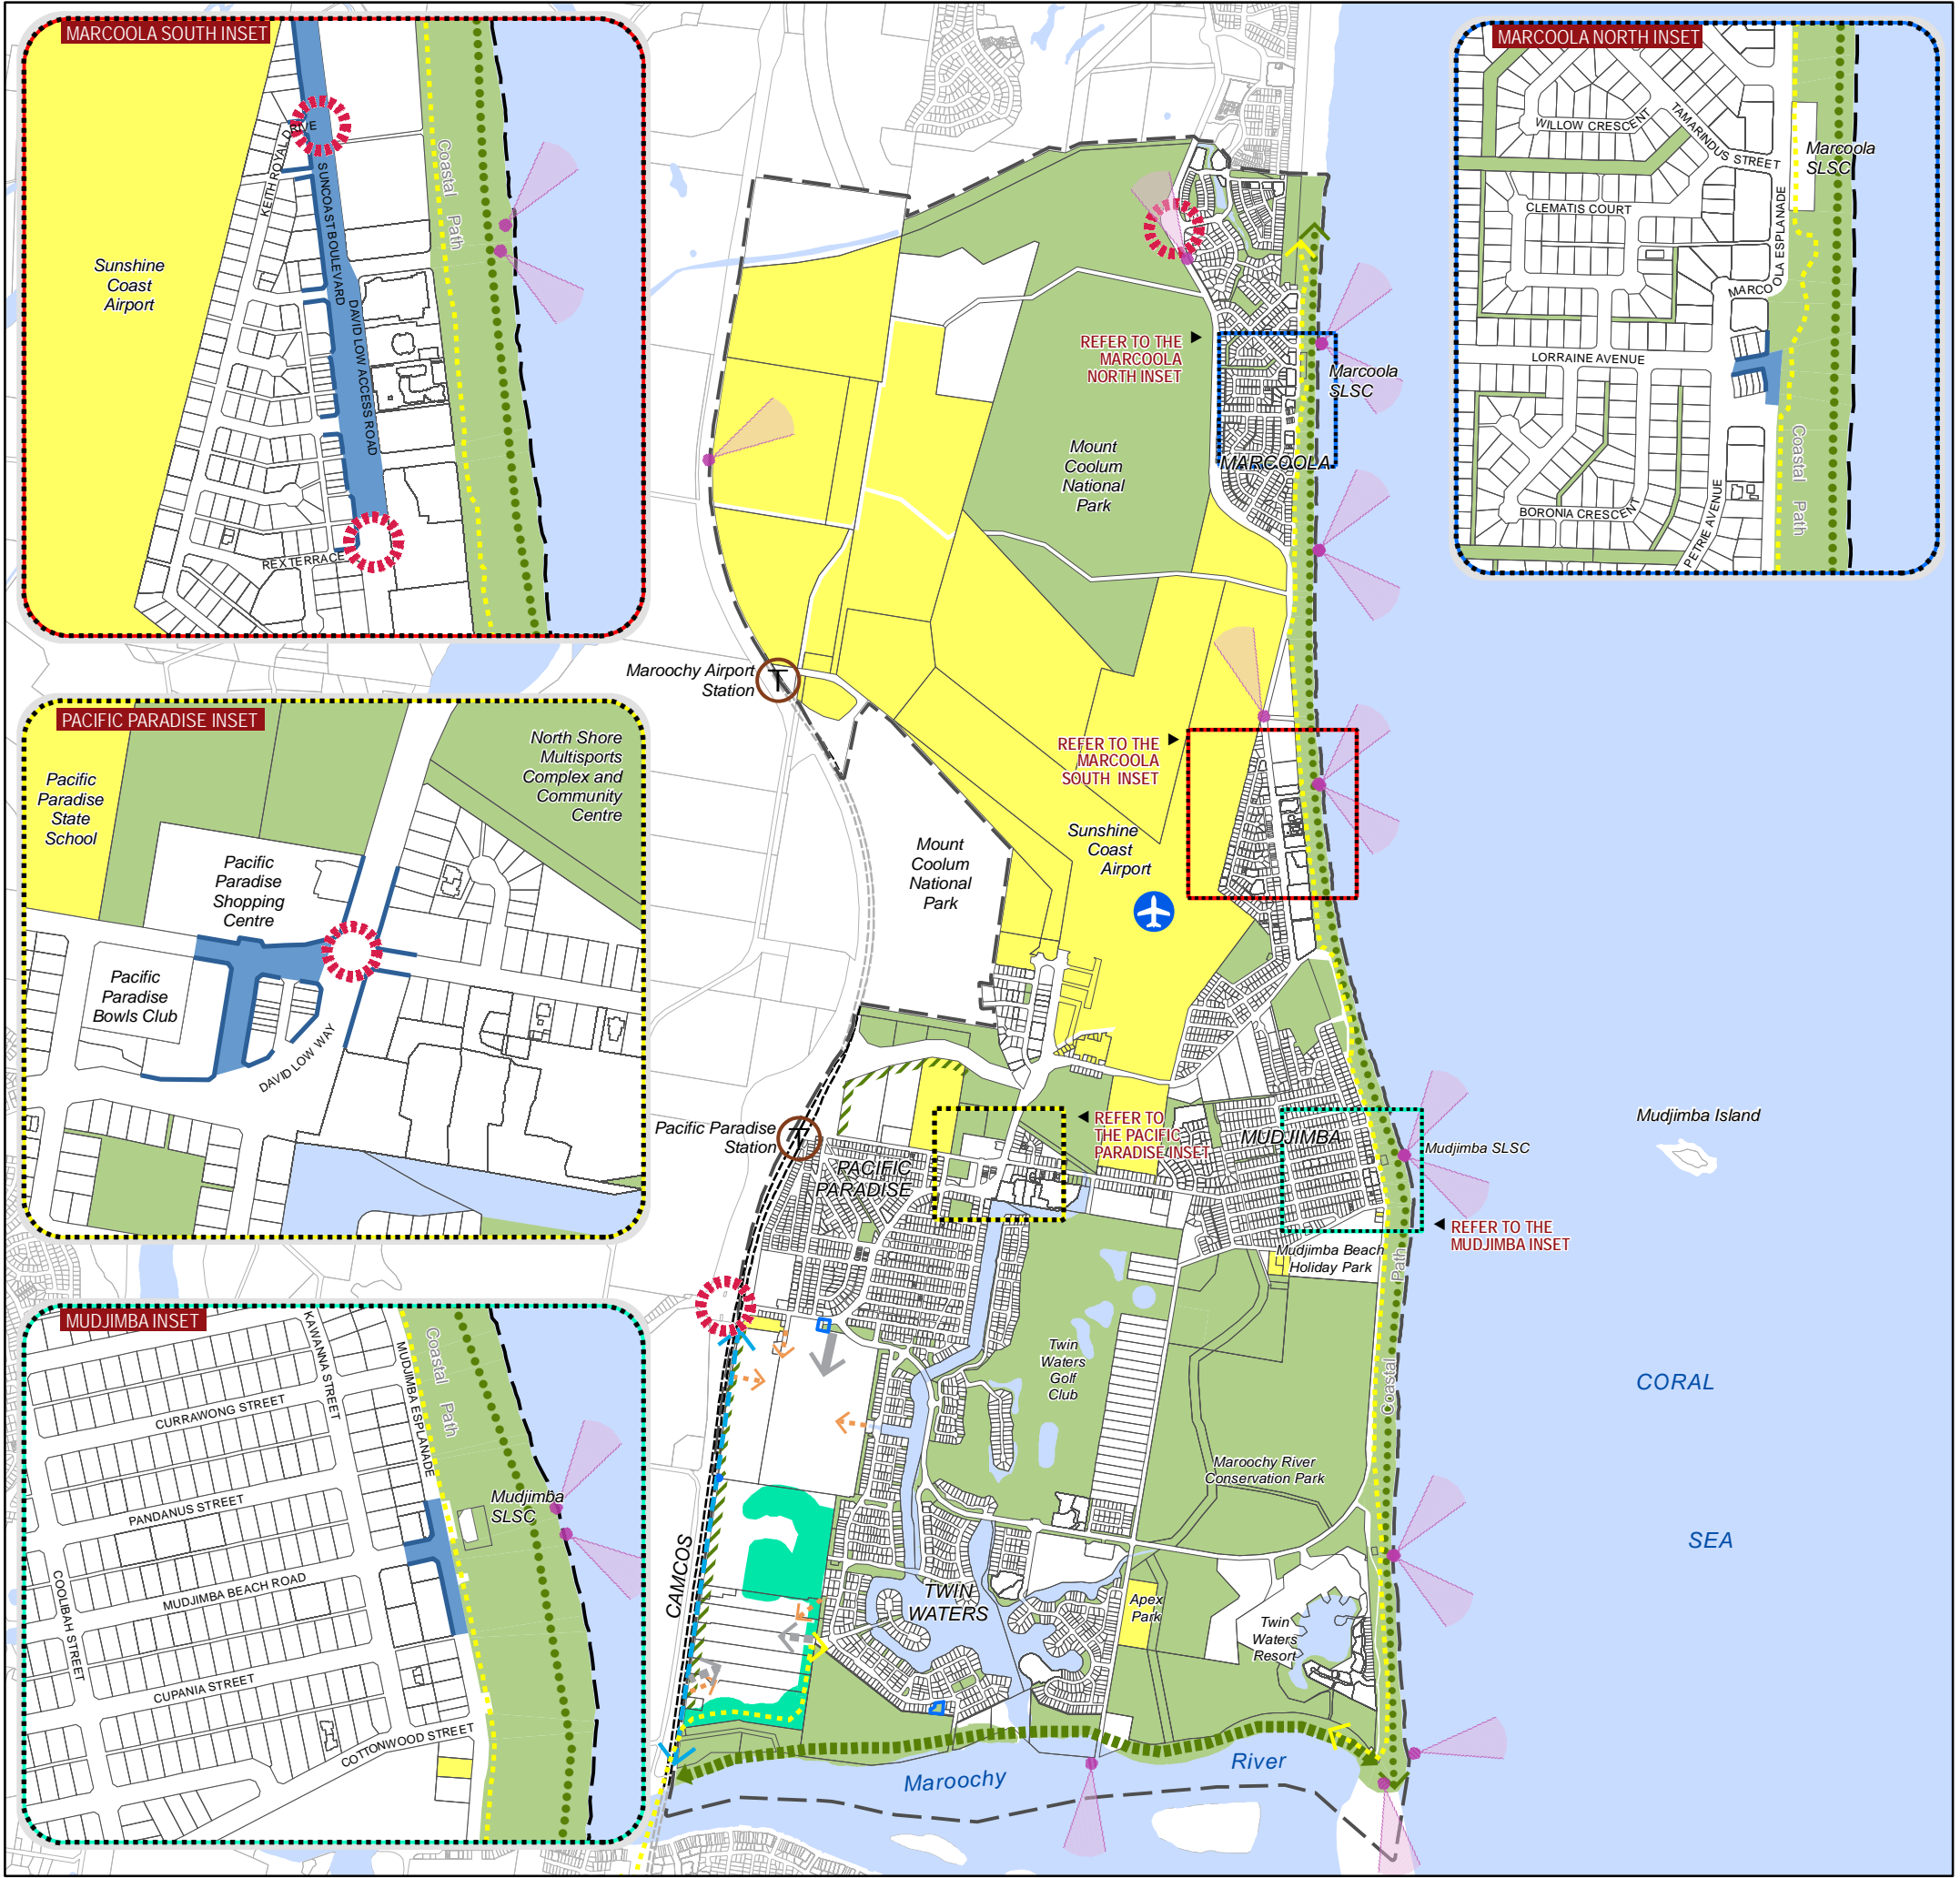 MARCOOLA SOUTH INSET
KEITH ROYAL
DRIVE
SUNCOAST BOULEVARD
DAVID LOW ACCESS ROAD
REX TERRACE
Coastal Path
Sunshine
Coast
Airport
MARCOOLA NORTH INSET
WILLOW CRESCENT
TAMARINDUS STREET
Marcoola
SLSC
CLEMATIS COURT
MARCOOLA ESPLANADE
LORRAINE AVENUE
BORONIA CRESCENT
PETRIE AVENUE
Coastal Path
REFER TO THE
MARCOOLA
NORTH INSET
Marcoola
SLSC
MARCOOLA
Mount
Coolum
National
Park
Maroochy Airport
Station
T
REFER TO THE
MARCOOLA
SOUTH INSET
Sunshine
Coast
Airport
Mount
Coolum
National
Park
PACIFIC PARADISE INSET
Pacific
Paradise
State
School
North Shore
Multisports
Complex and
Community
Centre
Pacific
Paradise
Shopping
Centre
Pacific
Paradise
Bowls Club
DAVID LOW WAY
Pacific Paradise
Station
T
PACIFIC
PARADISE
REFER TO
THE PACIFIC
PARADISE INSET
MUDJIMBA
Mudjimba SLSC
Mudjimba Island
REFER TO THE
MUDJIMBA INSET
Mudjimba Beach
Holiday Park
Coastal Path
Twin
Waters
Golf
Club
CORAL
SEA
Maroochy River
Conservation Park
CAMCOS
TWIN
WATERS
Apex
Park
Twin
Waters
Resort
Maroochy River
MUDJIMBA INSET
KAWANNA STREET
MUDJIMBA ESPLANADE
Coastal Path
CURRAWONG STREET
PANDANUS STREET
Mudjimba
SLSC
MUDJIMBA BEACH ROAD
COOLIBAH STREET
CUPANIA STREET
COTTONWOOD STREET